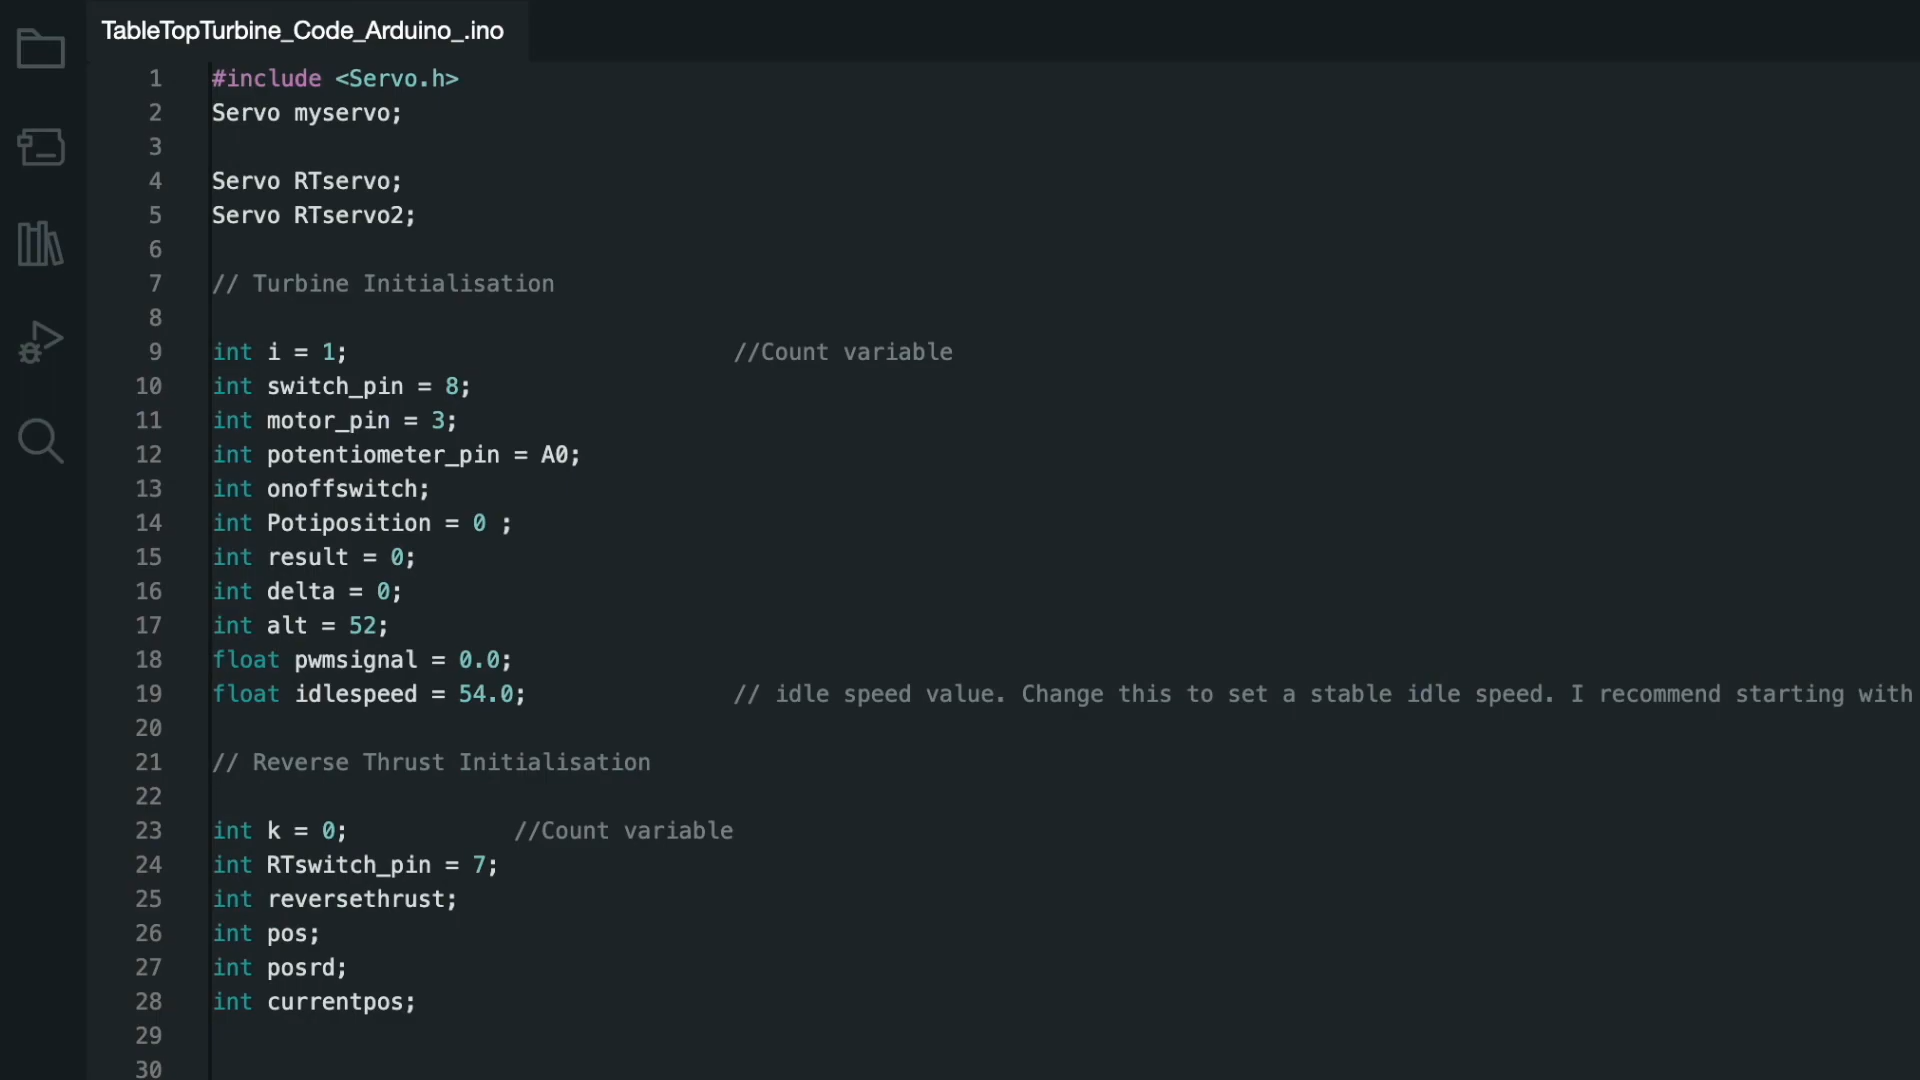 TableTopTurbine_Code_Arduino_.ino
1 #include <Servo.h>
2 Servo myservo;
3
4 Servo RTservo;
5 Servo RTservo2;
6
7 // Turbine Initialisation
8
9 int i = 1; //Count variable
10 int switch_pin = 8;
11 int motor_pin = 3;
12 int potentiometer_pin = A0;
13 int onoffswitch;
14 int Potiposition = 0 ;
15 int result = 0;
16 int delta = 0;
17 int alt = 52;
18 float pwmsignal = 0.0;
19 float idlespeed = 54.0; // idle speed value. Change this to set a stable idle speed. I recommend starting with
20
21 // Reverse Thrust Initialisation
22
23 int k = 0; //Count variable
24 int RTswitch_pin = 7;
25 int reversethrust;
26 int pos;
27 int posrd;
28 int currentpos;
29
30